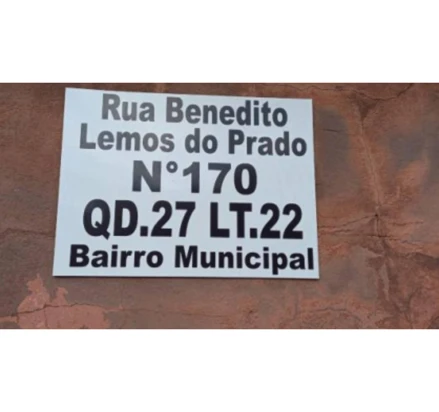 Rua Benedito
Lemos do Prado
N°170
QD.27 LT.22
Bairro Municipal